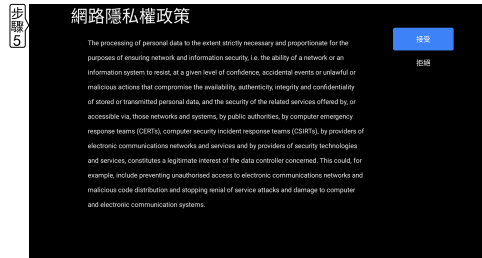 步驟5
網路隱私權政策
The processing of personal data to the extent strictly necessary and proportionate for the
purposes of ensuring network and information security, i.e. the ability of a network or an
information system to resist, at a given level of confidence, accidental events or unlawful or
malicious actions that compromise the availability, authenticity, integrity and confidentiality
of stored or transmitted personal data, and the security of the related services offered by, or
accessible via, those networks and systems, by public authorities, by computer emergency
response teams (CERTs), computer security incident response teams (CSIRTs), by providers of
electronic communications networks and services and by providers of security technologies
and services, constitutes a legitimate interest of the data controller concerned. This could, for
example, include preventing unauthorised access to electronic communications networks and
malicious code distribution and stopping renial of service attacks and damage to computer
and electronic communication systems.
接受
拒絕